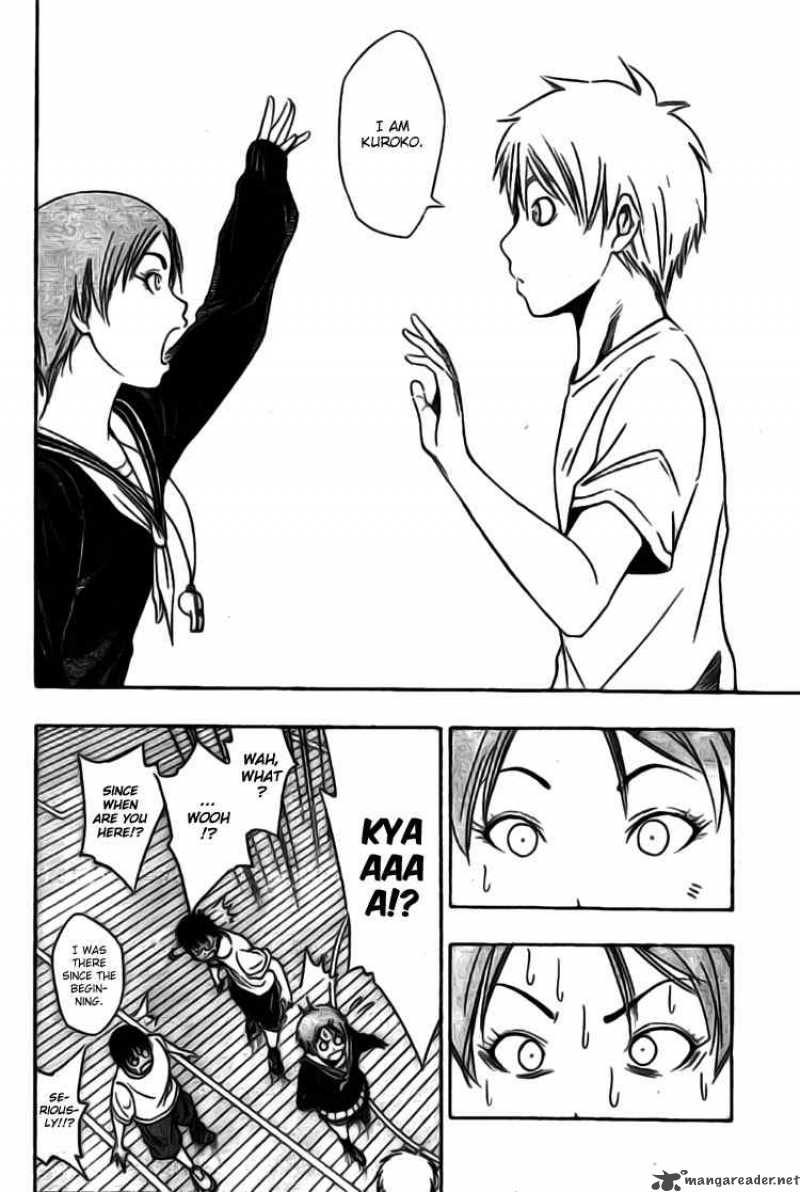 I AM
KUROKO.
KYA
AAA
A!?
WAH,
WHAT
?
...
WOOH
!?
SINCE
WHEN
ARE YOU
HERE!?
I WAS
THERE
SINCE THE
BEGIN-
NING.
SE-
RIOUS-
LY!!?
mangareader.net